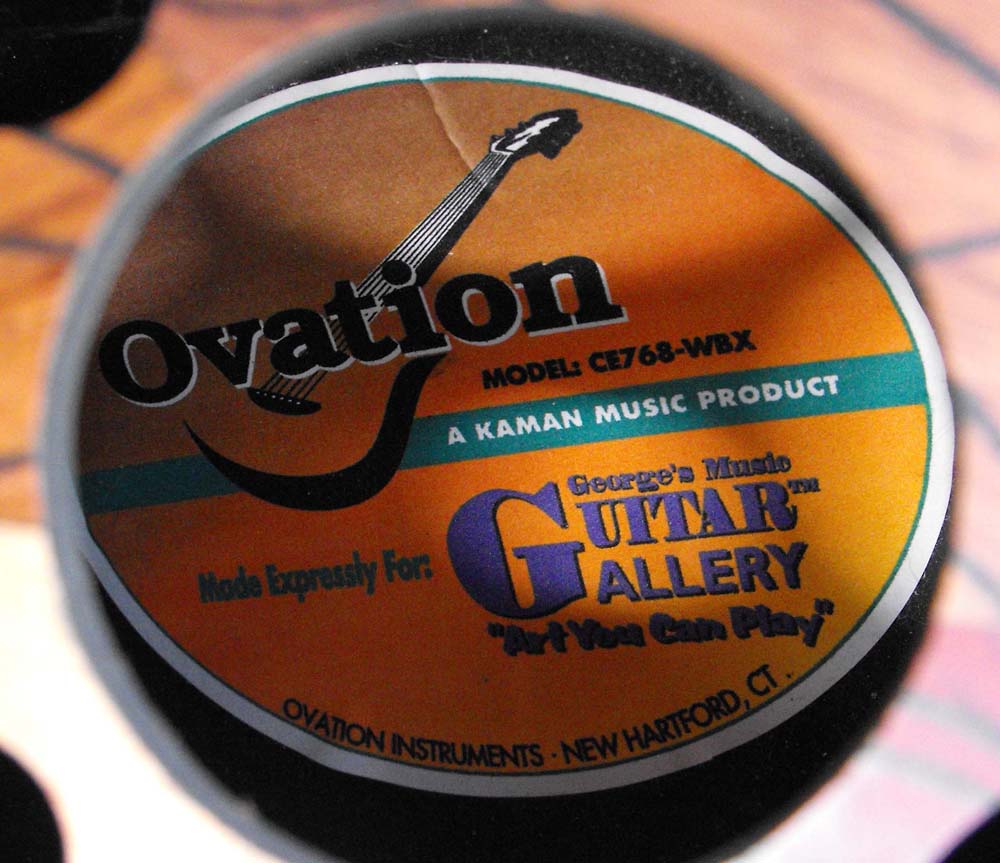 Ovation
MODEL: CE768-WBX
A KAMAN MUSIC PRODUCT
Made Expressly For:
George's Music
GUITAR™
GALLERY
"Art You Can Play"
OVATION INSTRUMENTS · NEW HARTFORD, CT.